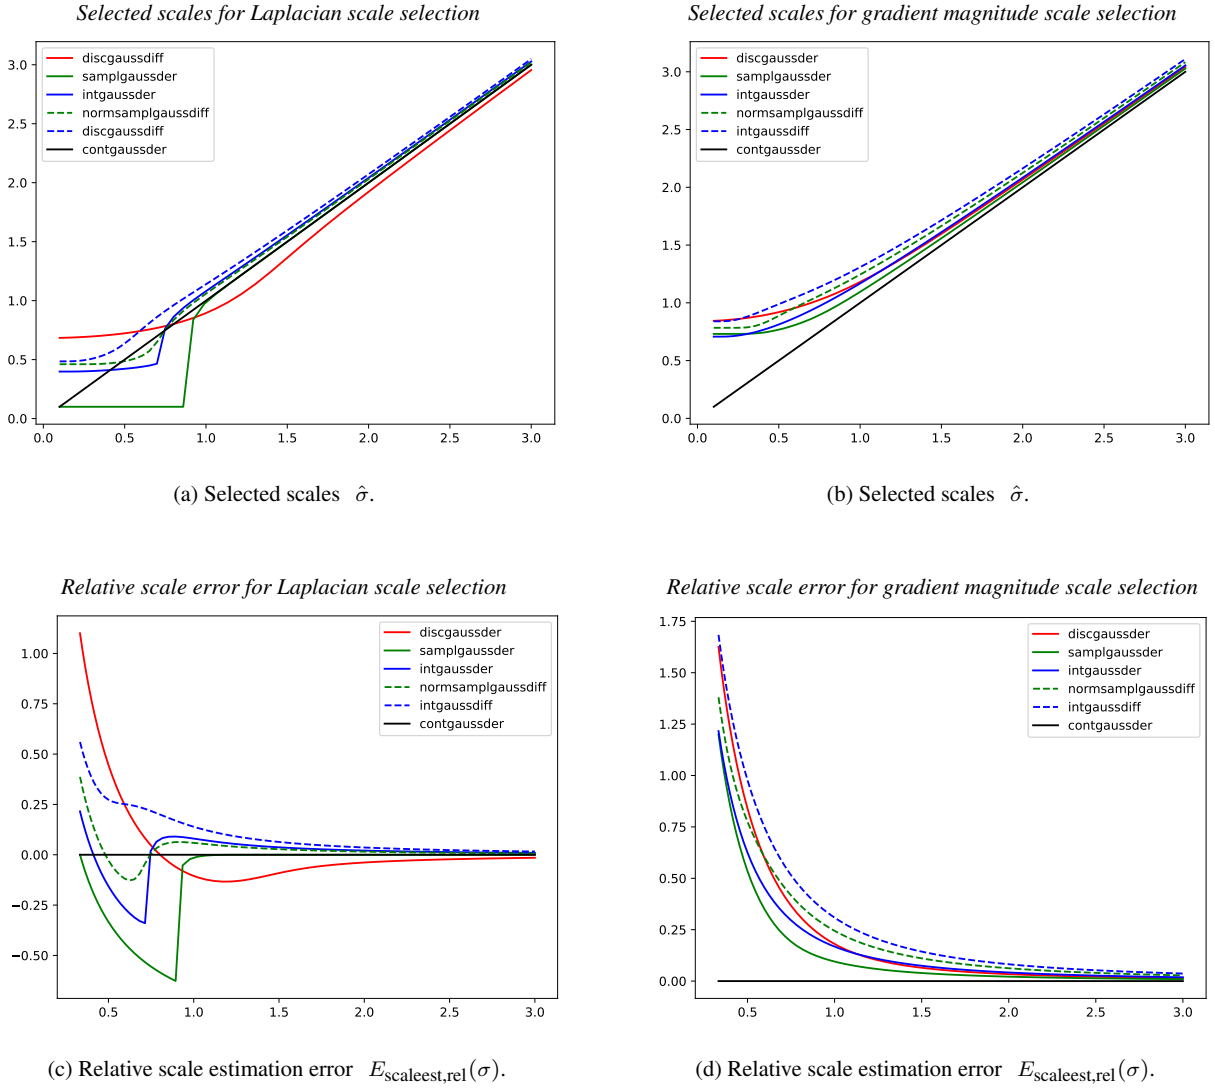 Selected scales for Laplacian scale selection
discgaussdiff
samplgaussder
intgaussder
normsamplgaussdiff
discgaussdiff
contgaussder
3.0
2.5
2.0
1.5
1.0
0.5
0.0
0.0 0.5 1.0 1.5 2.0 2.5 3.0
(a) Selected scales σ̂.
Selected scales for gradient magnitude scale selection
discgaussder
samplgaussder
intgaussder
normsamplgaussdiff
intgaussdiff
contgaussder
3.0
2.5
2.0
1.5
1.0
0.5
0.0
0.0 0.5 1.0 1.5 2.0 2.5 3.0
(b) Selected scales σ̂.
Relative scale error for Laplacian scale selection
discgaussder
samplgaussder
intgaussder
normsamplgaussdiff
intgaussdiff
contgaussder
1.00
0.75
0.50
0.25
0.00
−0.25
−0.50
0.5 1.0 1.5 2.0 2.5 3.0
(c) Relative scale estimation error E_scaleest,rel(σ).
Relative scale error for gradient magnitude scale selection
discgaussder
samplgaussder
intgaussder
normsamplgaussdiff
intgaussdiff
contgaussder
1.75
1.50
1.25
1.00
0.75
0.50
0.25
0.00
0.5 1.0 1.5 2.0 2.5 3.0
(d) Relative scale estimation error E_scaleest,rel(σ).